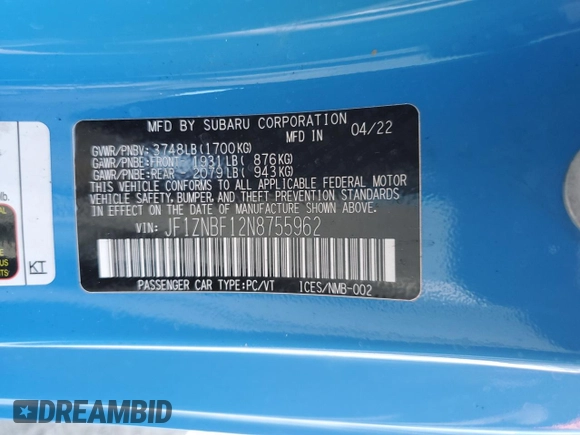 MFD BY SUBARU CORPORATION
MFD IN 04/22
GVWR/PNBV: 3748LB(1700KG)
GAWR/PNBE:FRONT 1931LB( 876KG)
GAWR/PNBE:REAR 2079LB( 943KG)
THIS VEHICLE CONFORMS TO ALL APPLICABLE FEDERAL MOTOR
VEHICLE SAFETY, BUMPER, AND THEFT PREVENTION STANDARDS
IN EFFECT ON THE DATE OF MANUFACTURE SHOWN ABOVE.
VIN: JF1ZNBF12N8755962
PASSENGER CAR TYPE:PC/VT ICES/NMB-002
lb.
KT
DREAMBID